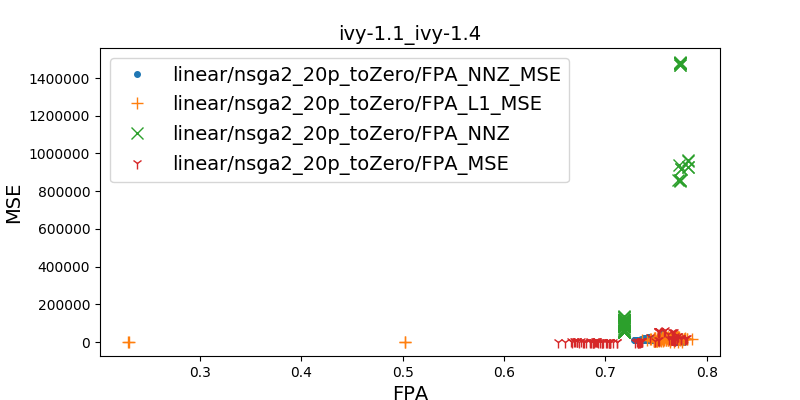 ivy-1.1_ivy-1.4
linear/nsga2_20p_toZero/FPA_NNZ_MSE
linear/nsga2_20p_toZero/FPA_L1_MSE
linear/nsga2_20p_toZero/FPA_NNZ
linear/nsga2_20p_toZero/FPA_MSE
MSE
1400000
1200000
1000000
800000
600000
400000
200000
0
0.3 0.4 0.5 0.6 0.7 0.8
FPA